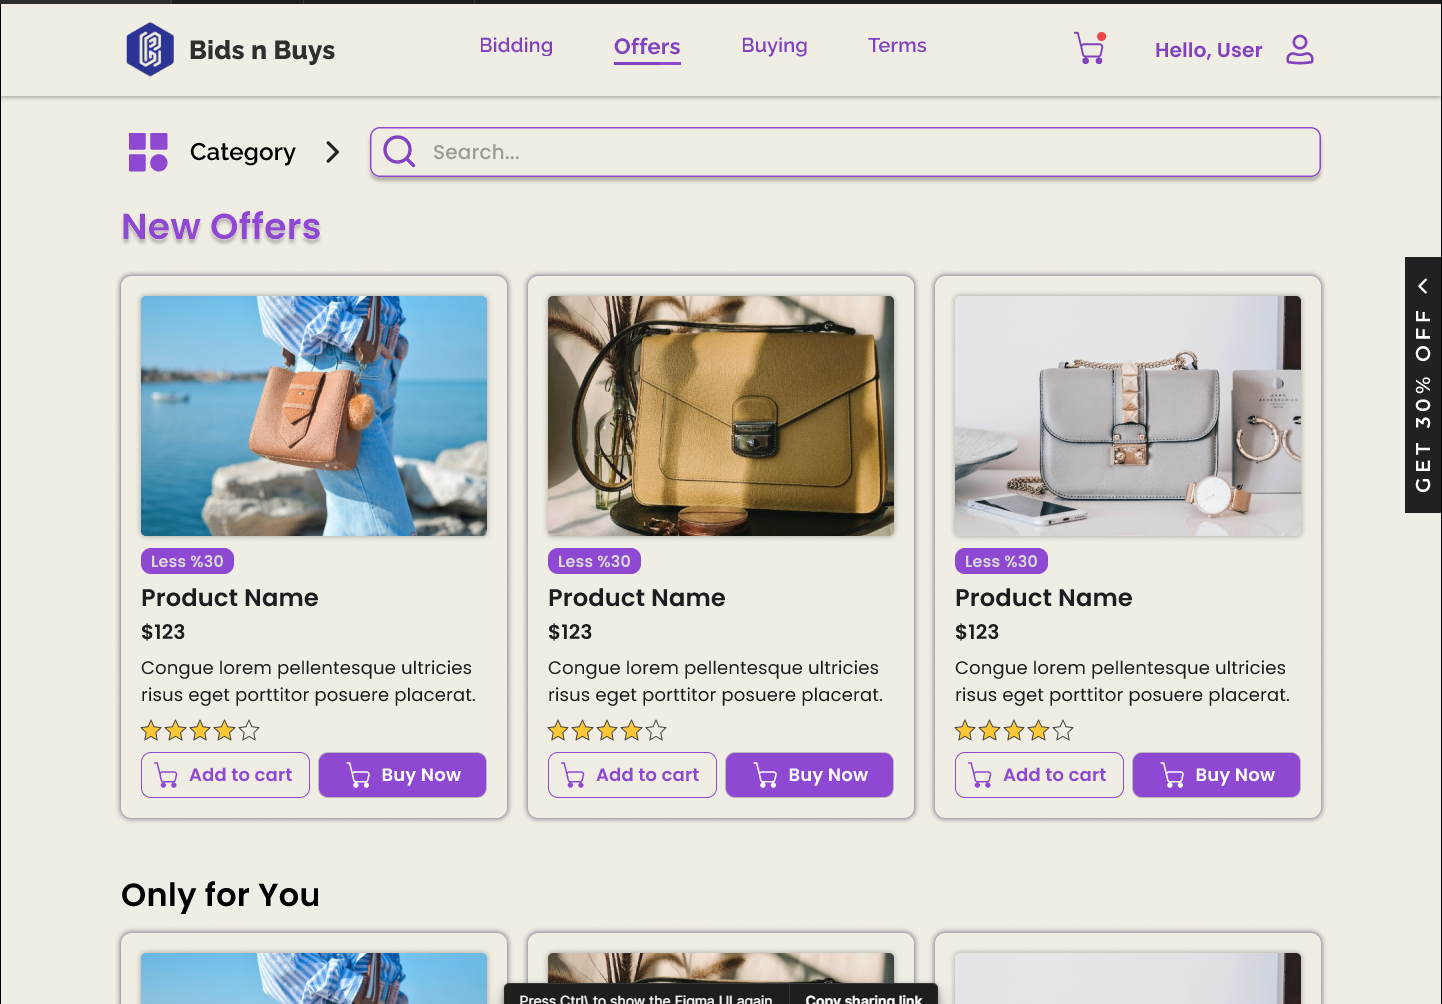 Bids n Buys
Bidding
Offers
Buying
Terms
Hello, User
Category
Search...
New Offers
GET 30% OFF
Less %30
Product Name
$123
Congue lorem pellentesque ultricies
risus eget porttitor posuere placerat.
Add to cart
Buy Now
Less %30
Product Name
$123
Congue lorem pellentesque ultricies
risus eget porttitor posuere placerat.
Add to cart
Buy Now
Less %30
Product Name
$123
Congue lorem pellentesque ultricies
risus eget porttitor posuere placerat.
Add to cart
Buy Now
Only for You
Press Ctrl\ to show the Figma UI again
Copy sharing link